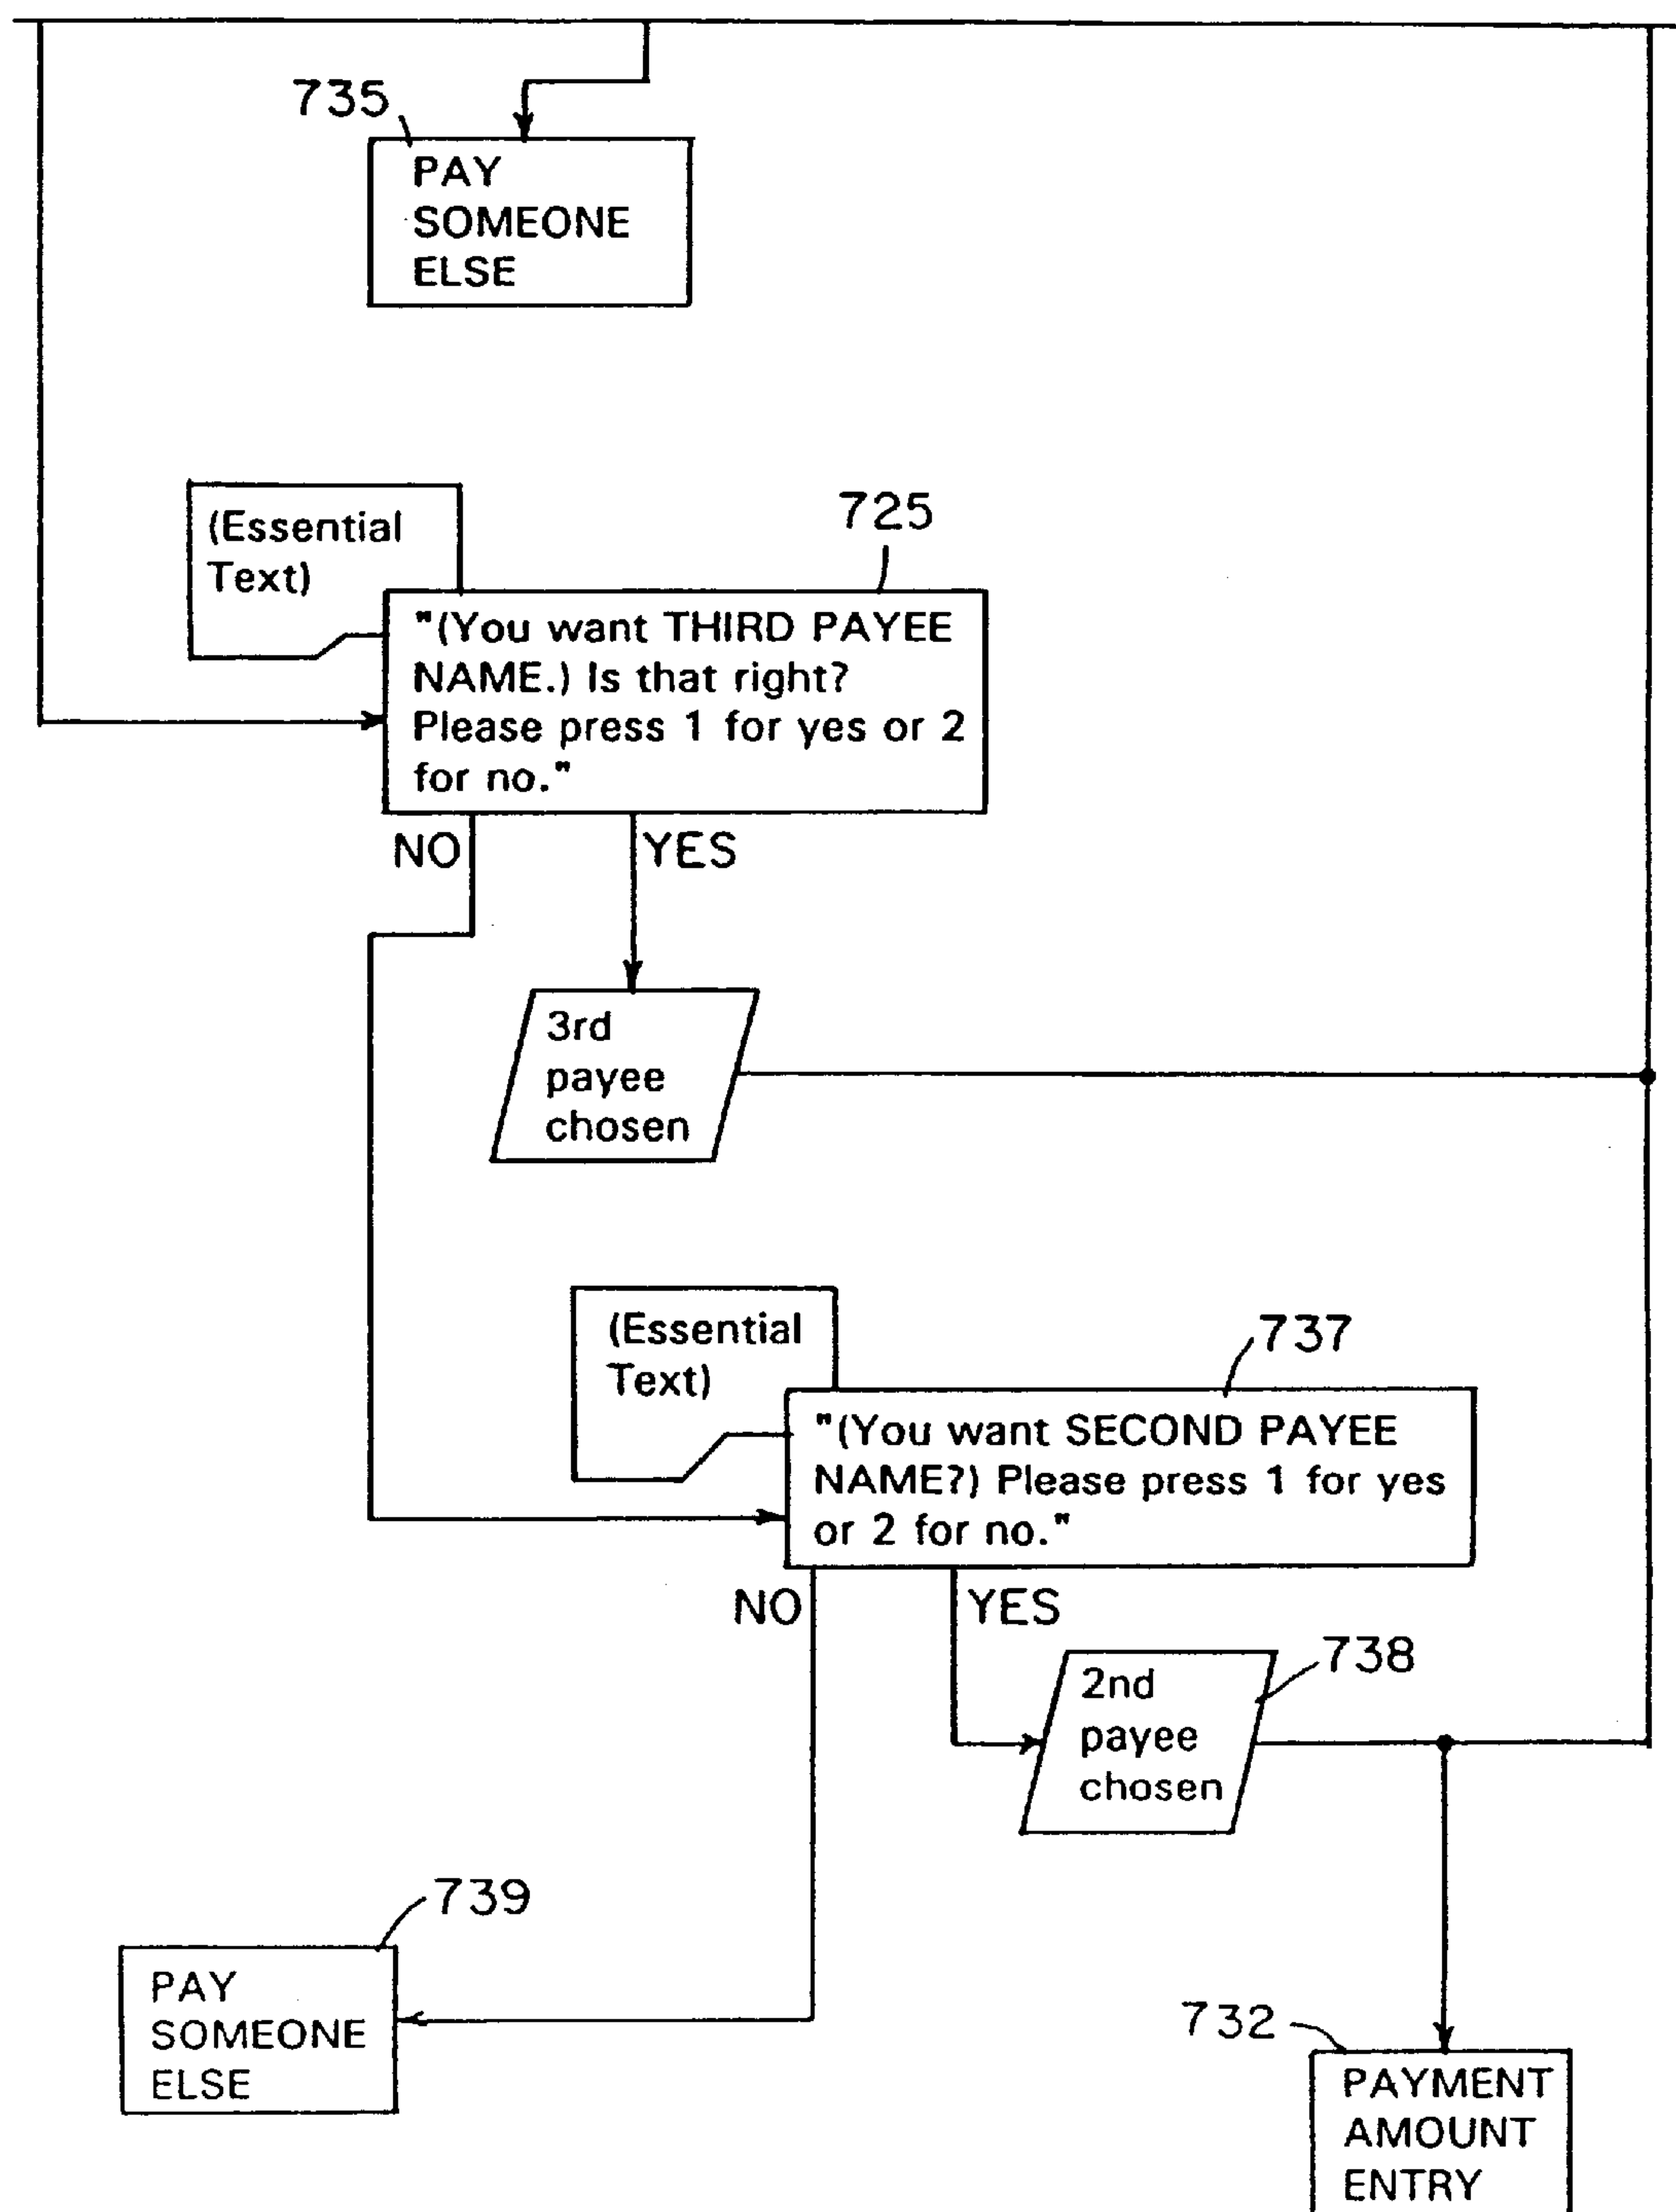 735
PAY
SOMEONE
ELSE
(Essential
Text)
725
"(You want THIRD PAYEE
NAME.) Is that right?
Please press 1 for yes or 2
for no."
NO
YES
3rd
payee
chosen
(Essential
Text)
737
"(You want SECOND PAYEE
NAME?) Please press 1 for yes
or 2 for no."
NO
YES
738
2nd
payee
chosen
739
PAY
SOMEONE
ELSE
732
PAYMENT
AMOUNT
ENTRY